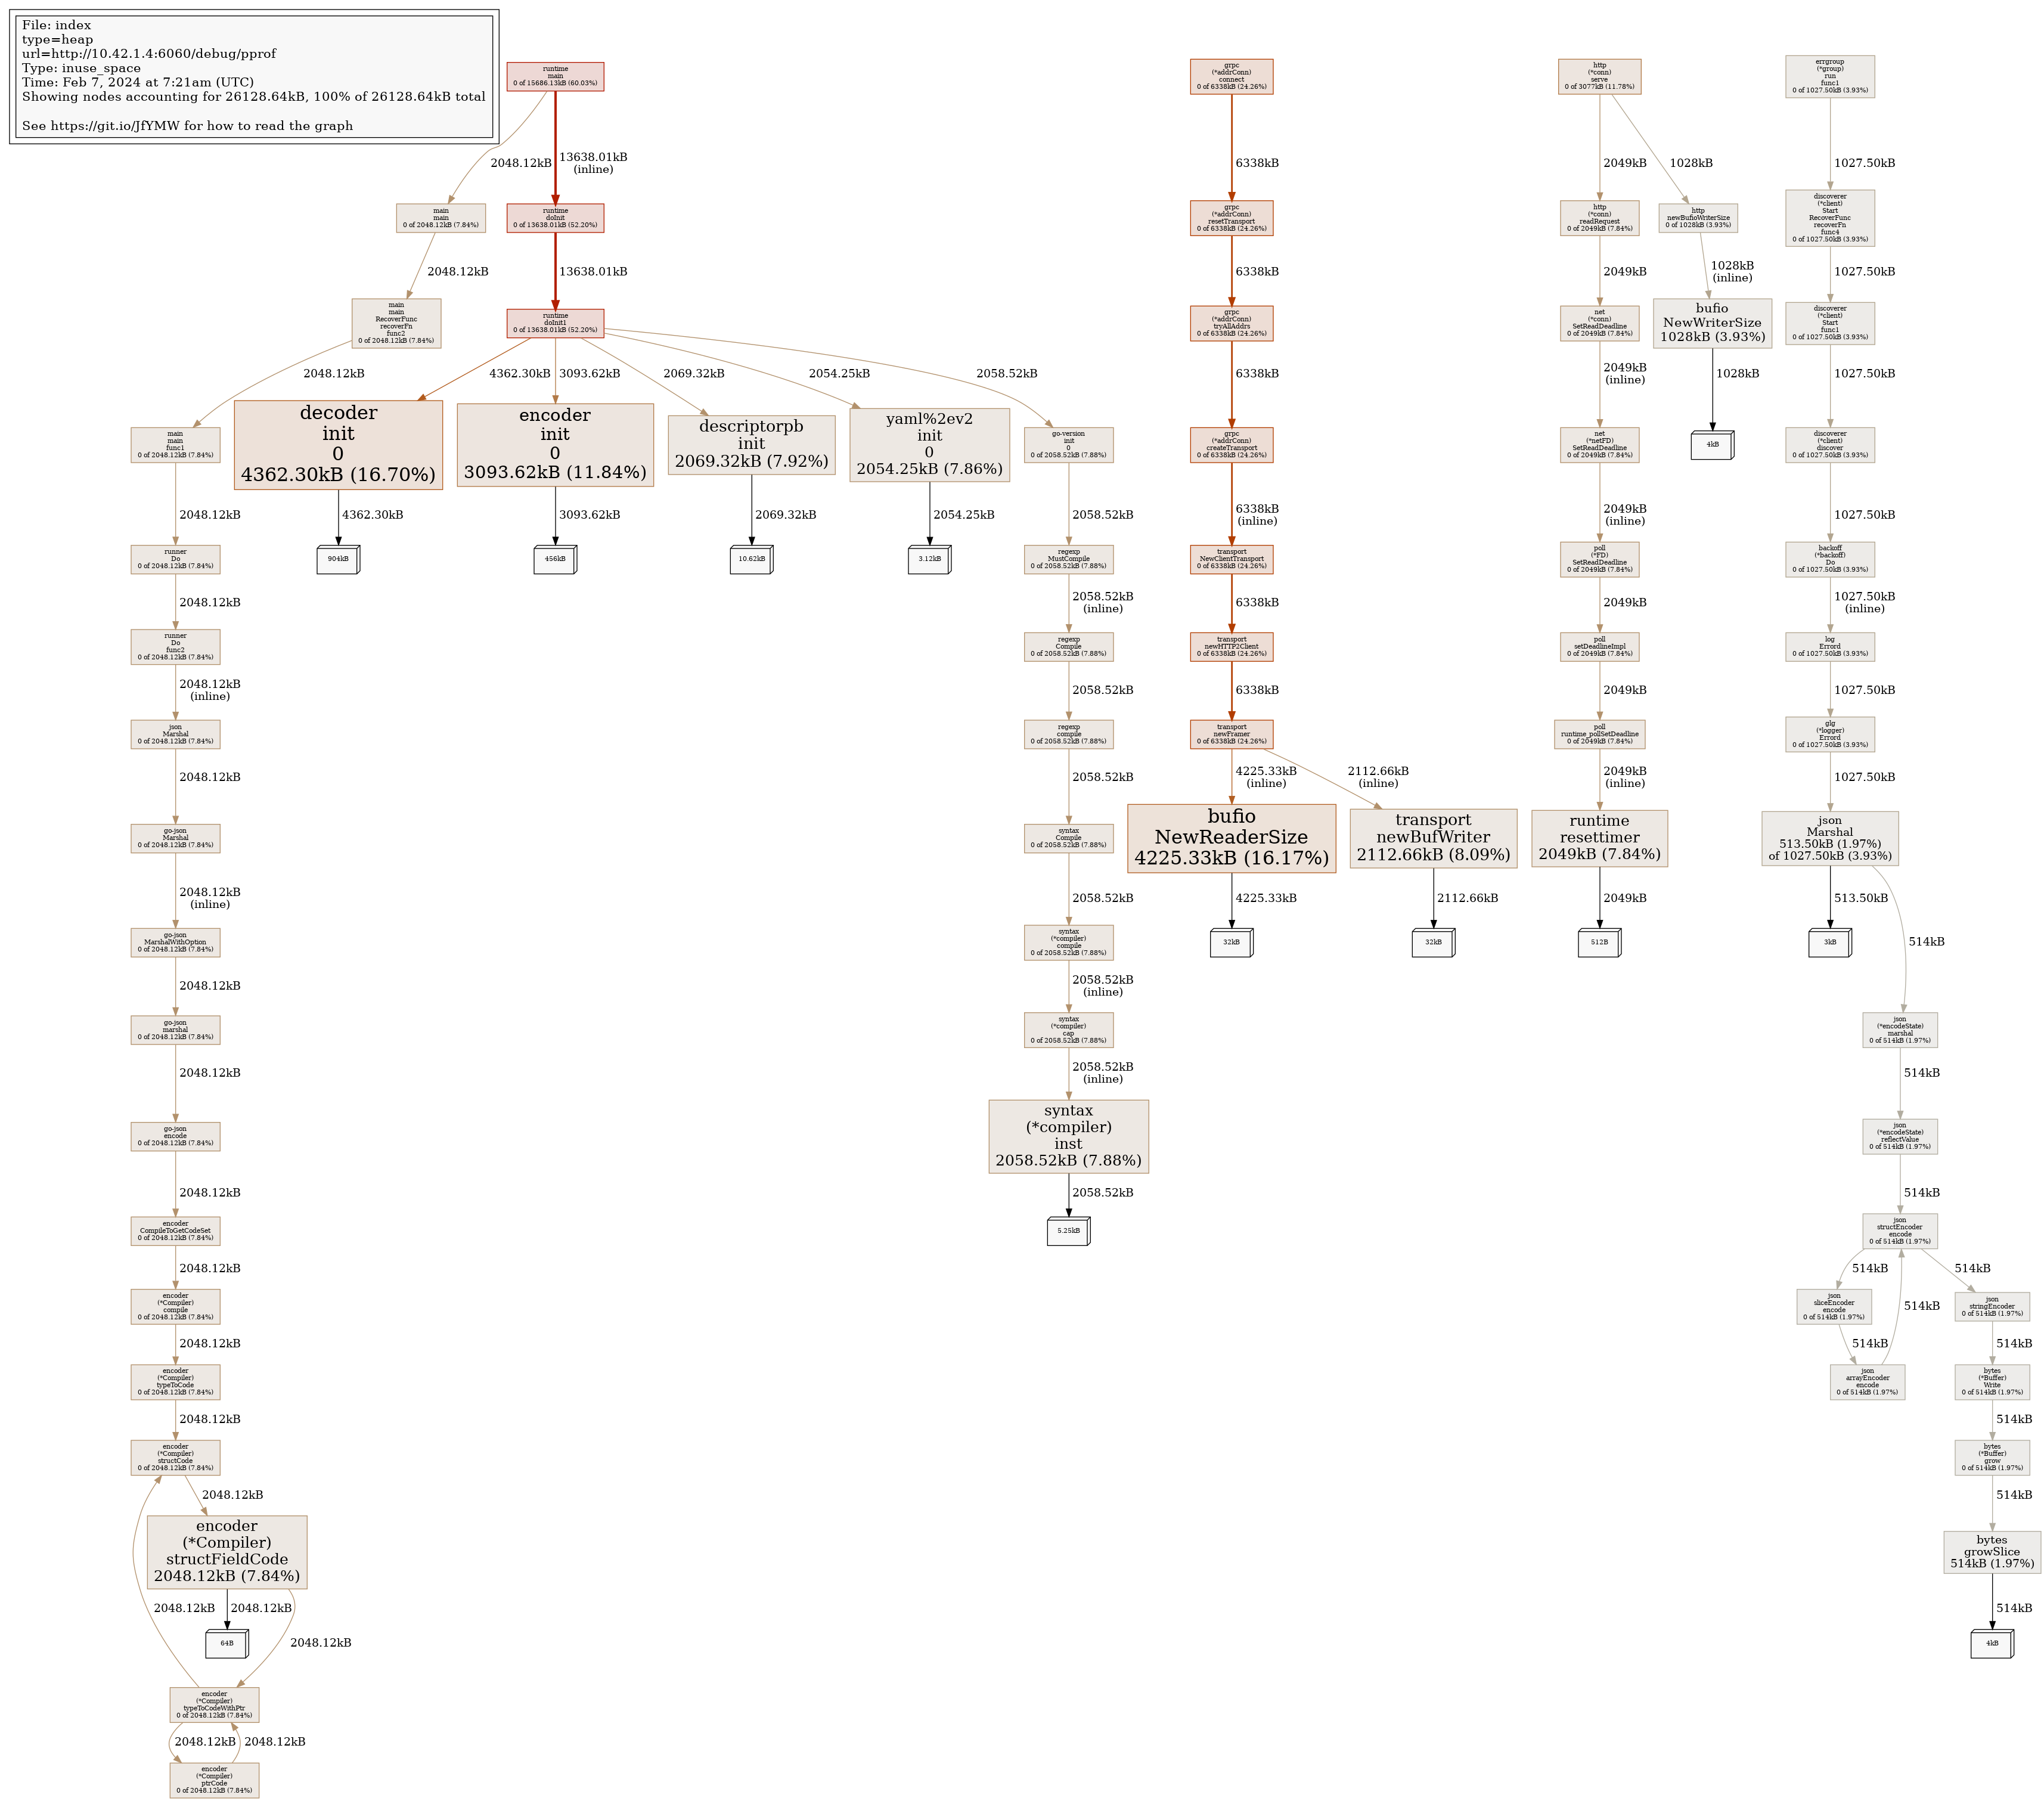 File: index
type=heap
url=http://10.42.1.4:6060/debug/pprof
Type: inuse_space
Time: Feb 7, 2024 at 7:21am (UTC)
Showing nodes accounting for 26128.64kB, 100% of 26128.64kB total
See https://git.io/JfYMW for how to read the graph
runtime
main
0 of 15686.13kB (60.03%)
2048.12kB
13638.01kB
(inline)
main
main
0 of 2048.12kB (7.84%)
runtime
doInit
0 of 13638.01kB (52.20%)
2048.12kB
13638.01kB
main
main
RecoverFunc
recoverFn
func2
0 of 2048.12kB (7.84%)
runtime
doInit1
0 of 13638.01kB (52.20%)
2048.12kB
4362.30kB
3093.62kB
2069.32kB
2054.25kB
2058.52kB
main
main
func1
0 of 2048.12kB (7.84%)
decoder
init
0
4362.30kB (16.70%)
encoder
init
0
3093.62kB (11.84%)
descriptorpb
init
2069.32kB (7.92%)
yaml%2ev2
init
0
2054.25kB (7.86%)
go-version
init
0
0 of 2058.52kB (7.88%)
2048.12kB
4362.30kB
3093.62kB
2069.32kB
2054.25kB
2058.52kB
904kB
456kB
10.62kB
3.12kB
runner
Do
0 of 2048.12kB (7.84%)
2048.12kB
runner
Do
func2
0 of 2048.12kB (7.84%)
2048.12kB
(inline)
json
Marshal
0 of 2048.12kB (7.84%)
2048.12kB
go-json
Marshal
0 of 2048.12kB (7.84%)
2048.12kB
(inline)
go-json
MarshalWithOption
0 of 2048.12kB (7.84%)
2048.12kB
go-json
marshal
0 of 2048.12kB (7.84%)
2048.12kB
go-json
encode
0 of 2048.12kB (7.84%)
2048.12kB
encoder
CompileToGetCodeSet
0 of 2048.12kB (7.84%)
2048.12kB
encoder
(*Compiler)
compile
0 of 2048.12kB (7.84%)
2048.12kB
encoder
(*Compiler)
typeToCode
0 of 2048.12kB (7.84%)
2048.12kB
encoder
(*Compiler)
structCode
0 of 2048.12kB (7.84%)
2048.12kB
encoder
(*Compiler)
structFieldCode
2048.12kB (7.84%)
2048.12kB
2048.12kB
64B
2048.12kB
encoder
(*Compiler)
typeToCodeWithPtr
0 of 2048.12kB (7.84%)
2048.12kB
2048.12kB
encoder
(*Compiler)
ptrCode
0 of 2048.12kB (7.84%)
regexp
MustCompile
0 of 2058.52kB (7.88%)
2058.52kB
(inline)
regexp
Compile
0 of 2058.52kB (7.88%)
2058.52kB
regexp
compile
0 of 2058.52kB (7.88%)
2058.52kB
syntax
Compile
0 of 2058.52kB (7.88%)
2058.52kB
syntax
(*compiler)
compile
0 of 2058.52kB (7.88%)
2058.52kB
(inline)
syntax
(*compiler)
cap
0 of 2058.52kB (7.88%)
2058.52kB
(inline)
syntax
(*compiler)
inst
2058.52kB (7.88%)
2058.52kB
5.25kB
grpc
(*addrConn)
connect
0 of 6338kB (24.26%)
6338kB
grpc
(*addrConn)
resetTransport
0 of 6338kB (24.26%)
6338kB
grpc
(*addrConn)
tryAllAddrs
0 of 6338kB (24.26%)
6338kB
grpc
(*addrConn)
createTransport
0 of 6338kB (24.26%)
6338kB
(inline)
transport
NewClientTransport
0 of 6338kB (24.26%)
6338kB
transport
newHTTP2Client
0 of 6338kB (24.26%)
6338kB
transport
newFramer
0 of 6338kB (24.26%)
4225.33kB
(inline)
2112.66kB
(inline)
bufio
NewReaderSize
4225.33kB (16.17%)
transport
newBufWriter
2112.66kB (8.09%)
4225.33kB
2112.66kB
32kB
32kB
http
(*conn)
serve
0 of 3077kB (11.78%)
2049kB
1028kB
http
(*conn)
readRequest
0 of 2049kB (7.84%)
http
newBufioWriterSize
0 of 1028kB (3.93%)
2049kB
1028kB
(inline)
net
(*conn)
SetReadDeadline
0 of 2049kB (7.84%)
bufio
NewWriterSize
1028kB (3.93%)
2049kB
(inline)
1028kB
4kB
net
(*netFD)
SetReadDeadline
0 of 2049kB (7.84%)
2049kB
(inline)
poll
(*FD)
SetReadDeadline
0 of 2049kB (7.84%)
2049kB
poll
setDeadlineImpl
0 of 2049kB (7.84%)
2049kB
poll
runtime_pollSetDeadline
0 of 2049kB (7.84%)
2049kB
(inline)
runtime
resettimer
2049kB (7.84%)
2049kB
512B
errgroup
(*group)
run
func1
0 of 1027.50kB (3.93%)
1027.50kB
discoverer
(*client)
Start
RecoverFunc
recoverFn
func4
0 of 1027.50kB (3.93%)
1027.50kB
discoverer
(*client)
Start
func1
0 of 1027.50kB (3.93%)
1027.50kB
discoverer
(*client)
discover
0 of 1027.50kB (3.93%)
1027.50kB
backoff
(*backoff)
Do
0 of 1027.50kB (3.93%)
1027.50kB
(inline)
log
Errord
0 of 1027.50kB (3.93%)
1027.50kB
glg
(*logger)
Errord
0 of 1027.50kB (3.93%)
1027.50kB
json
Marshal
513.50kB (1.97%)
of 1027.50kB (3.93%)
513.50kB
514kB
3kB
json
(*encodeState)
marshal
0 of 514kB (1.97%)
514kB
json
(*encodeState)
reflectValue
0 of 514kB (1.97%)
514kB
json
structEncoder
encode
0 of 514kB (1.97%)
514kB
514kB
json
sliceEncoder
encode
0 of 514kB (1.97%)
514kB
json
stringEncoder
0 of 514kB (1.97%)
514kB
514kB
json
arrayEncoder
encode
0 of 514kB (1.97%)
bytes
(*Buffer)
Write
0 of 514kB (1.97%)
514kB
bytes
(*Buffer)
grow
0 of 514kB (1.97%)
514kB
bytes
growSlice
514kB (1.97%)
514kB
4kB